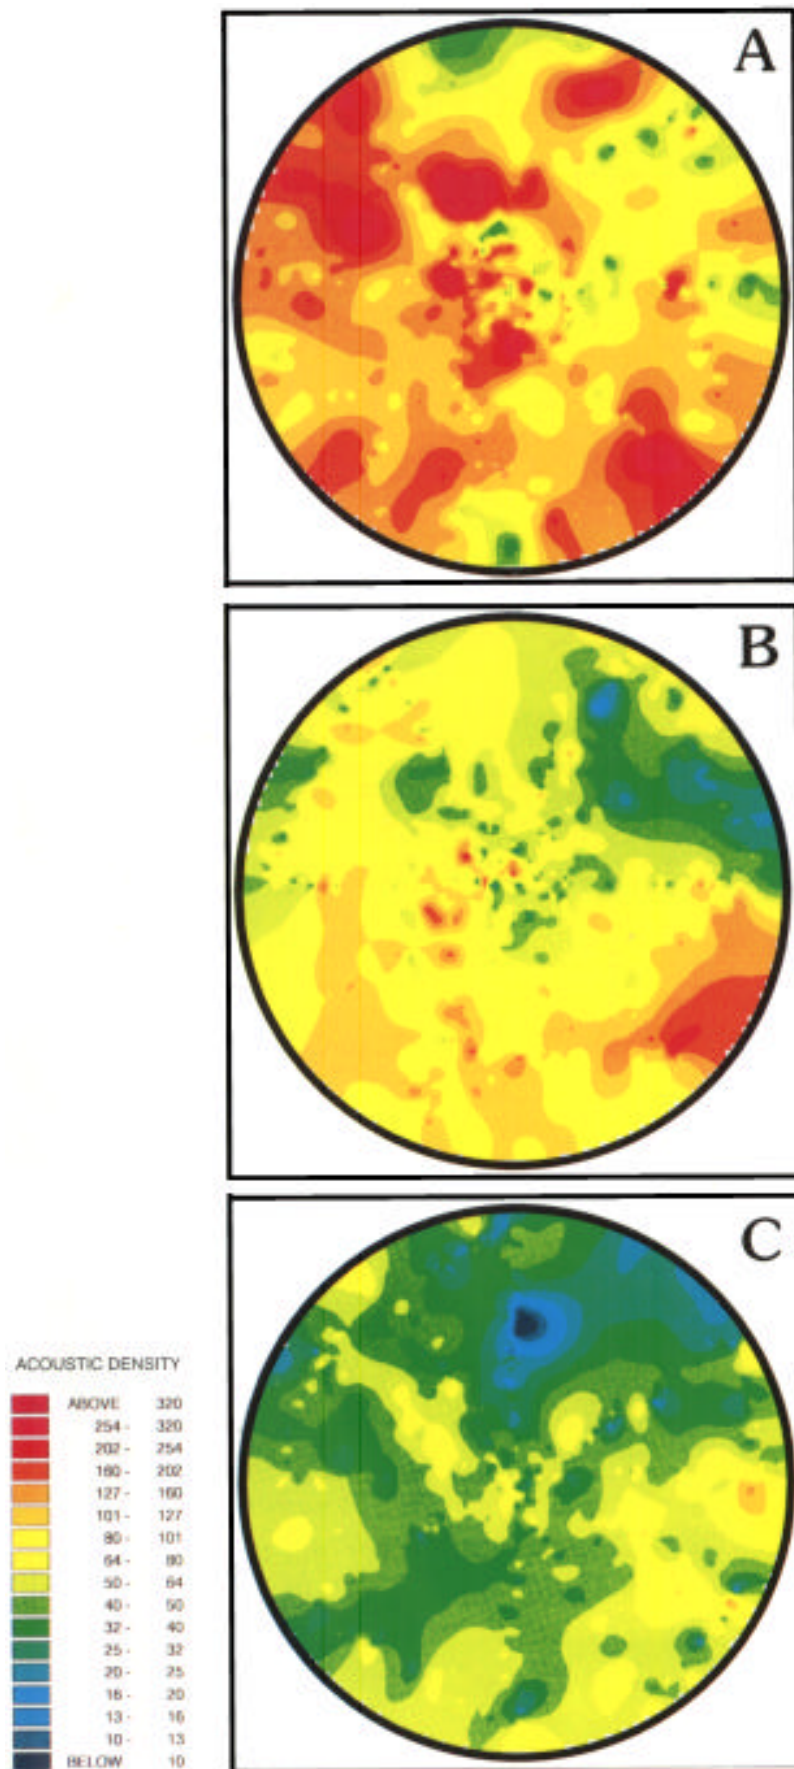 A
B
C
ACOUSTIC DENSITY
ABOVE 320
254 - 320
202 - 254
160 - 202
127 - 160
101 - 127
80 - 101
64 - 80
50 - 64
40 - 50
32 - 40
25 - 32
20 - 25
16 - 20
13 - 16
10 - 13
BELOW 10